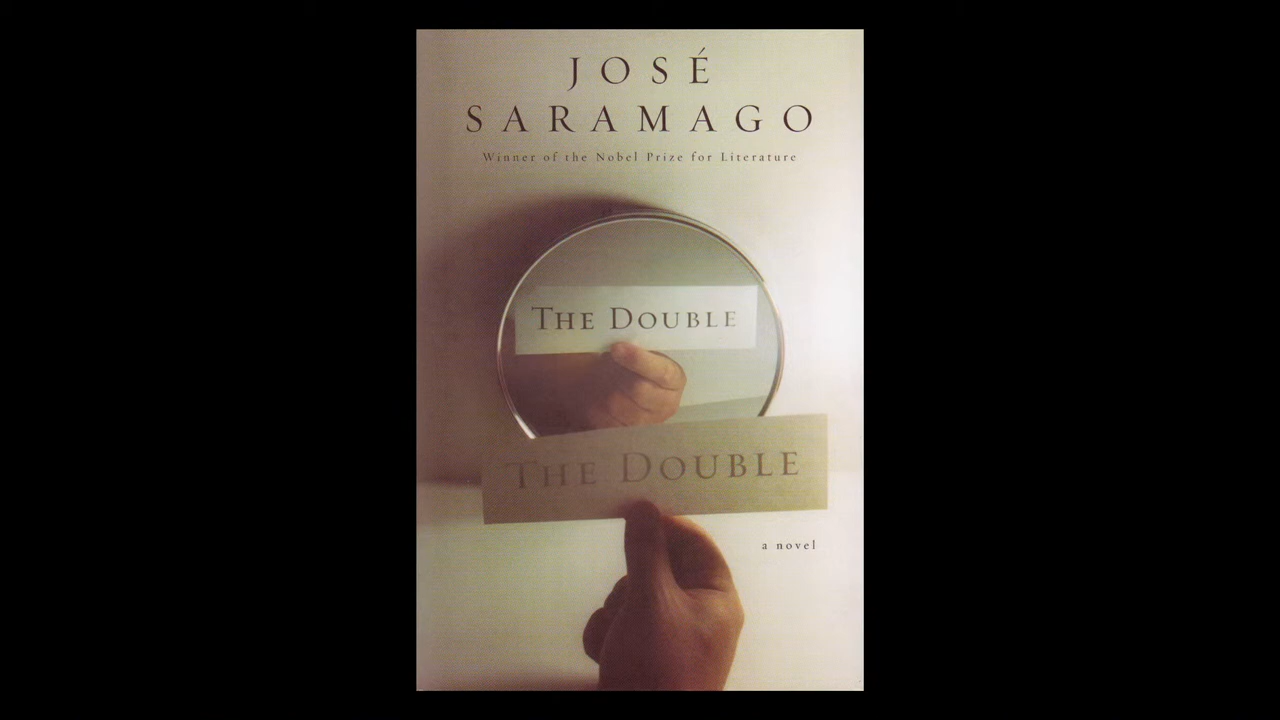 JOSÉ
SARAMAGO
Winner of the Nobel Prize for Literature
THE DOUBLE
THE DOUBLE
a novel